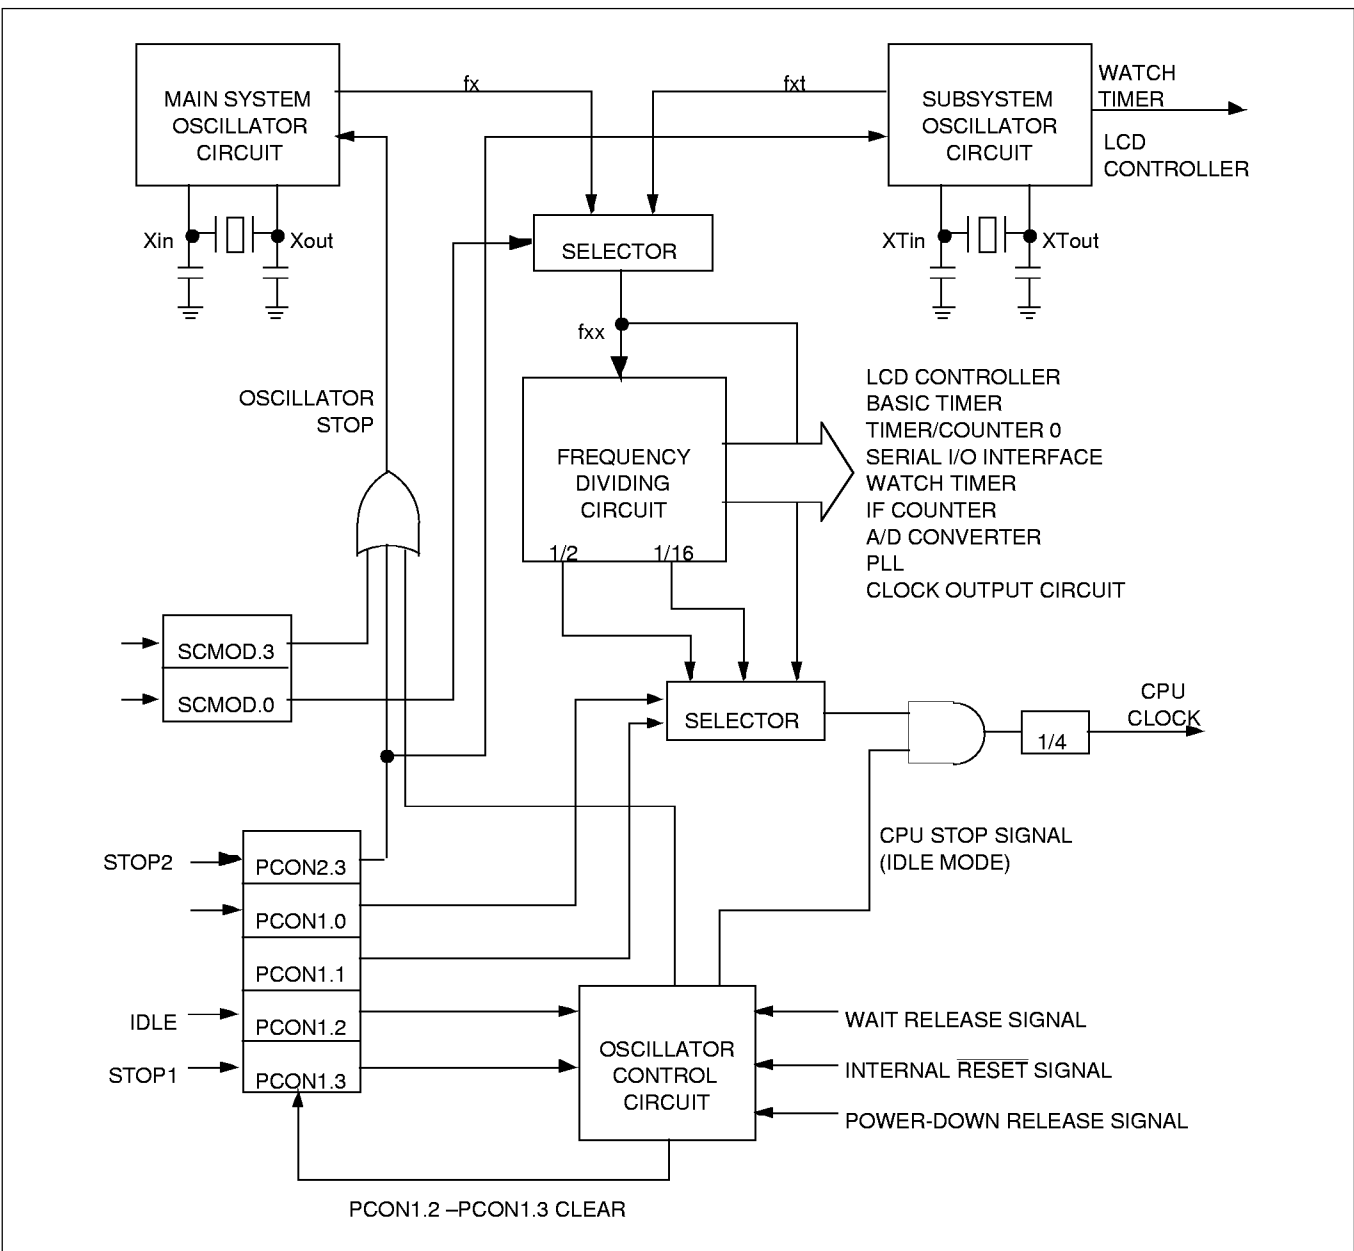 MAIN SYSTEM
OSCILLATOR
CIRCUIT
fx
fxt
SUBSYSTEM
OSCILLATOR
CIRCUIT
WATCH
TIMER
LCD
CONTROLLER
Xin
Xout
SELECTOR
XTin
XTout
fxx
OSCILLATOR
STOP
FREQUENCY
DIVIDING
CIRCUIT
1/2
1/16
LCD CONTROLLER
BASIC TIMER
TIMER/COUNTER 0
SERIAL I/O INTERFACE
WATCH TIMER
IF COUNTER
A/D CONVERTER
PLL
CLOCK OUTPUT CIRCUIT
SCMOD.3
SCMOD.0
SELECTOR
1/4
CPU
CLOCK
CPU STOP SIGNAL
(IDLE MODE)
STOP2
PCON2.3
PCON1.0
PCON1.1
IDLE
PCON1.2
STOP1
PCON1.3
OSCILLATOR
CONTROL
CIRCUIT
WAIT RELEASE SIGNAL
INTERNAL RESET SIGNAL
POWER-DOWN RELEASE SIGNAL
PCON1.2 –PCON1.3 CLEAR